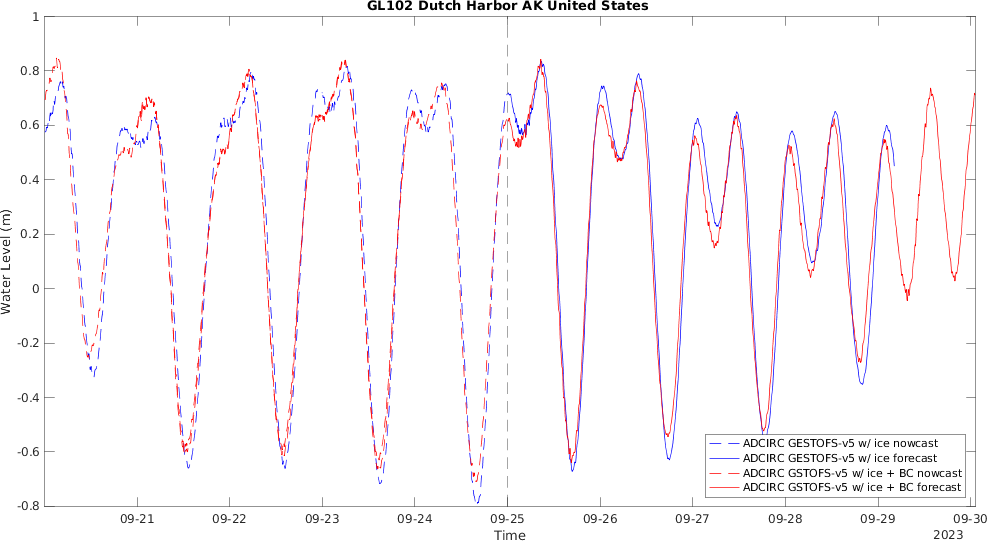 GL102 Dutch Harbor AK United States
Water Level (m)
1
0.8
0.6
0.4
0.2
0
-0.2
-0.4
-0.6
-0.8
ADCIRC GESTOFS-v5 w/ ice nowcast
ADCIRC GESTOFS-v5 w/ ice forecast
ADCIRC GSTOFS-v5 w/ ice + BC nowcast
ADCIRC GSTOFS-v5 w/ ice + BC forecast
09-21 09-22 09-23 09-24 09-25 09-26 09-27 09-28 09-29 09-30
Time
2023